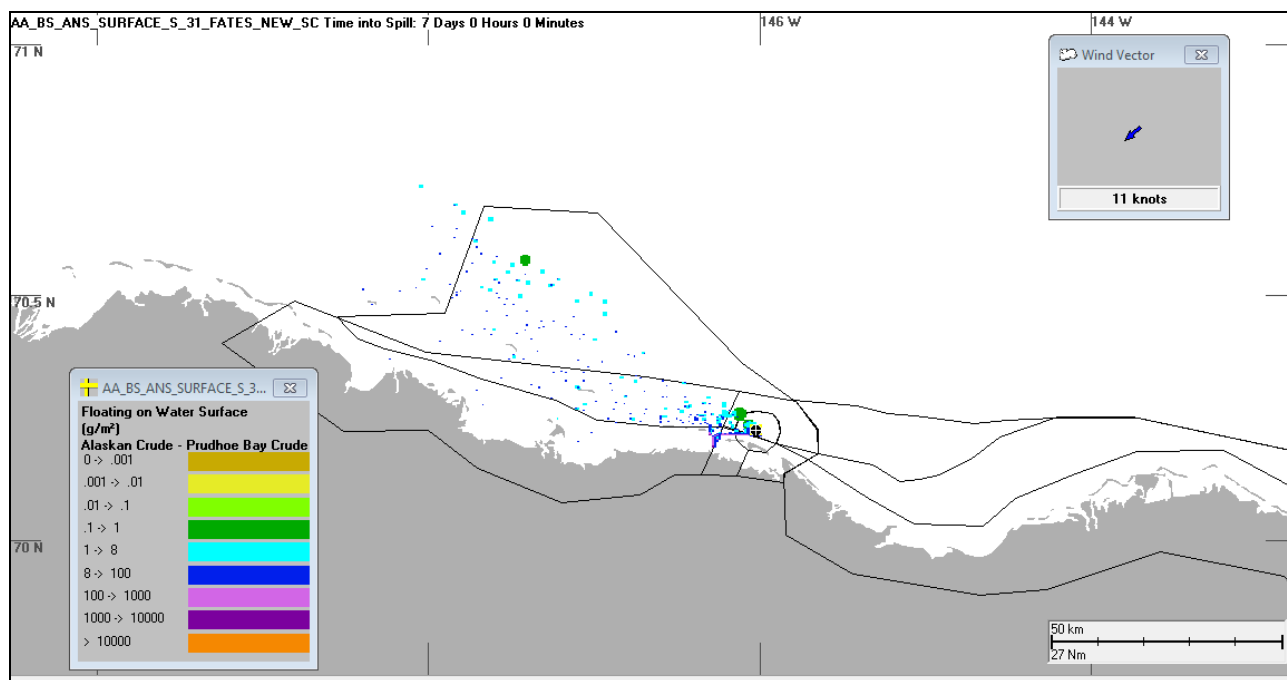 AA_BS_ANS_SURFACE_S_31_FATES_NEW_SC Time into Spill: 7 Days 0 Hours 0 Minutes
146 W
144 W
71 N
Wind Vector
11 knots
70.5 N
AA_BS_ANS_SURFACE_S_3...
Floating on Water Surface
(g/m²)
Alaskan Crude - Prudhoe Bay Crude
0 -> .001
.001 -> .01
.01 -> .1
.1 -> 1
1 -> 8
8 -> 100
100 -> 1000
1000 -> 10000
> 10000
70 N
50 km
27 Nm